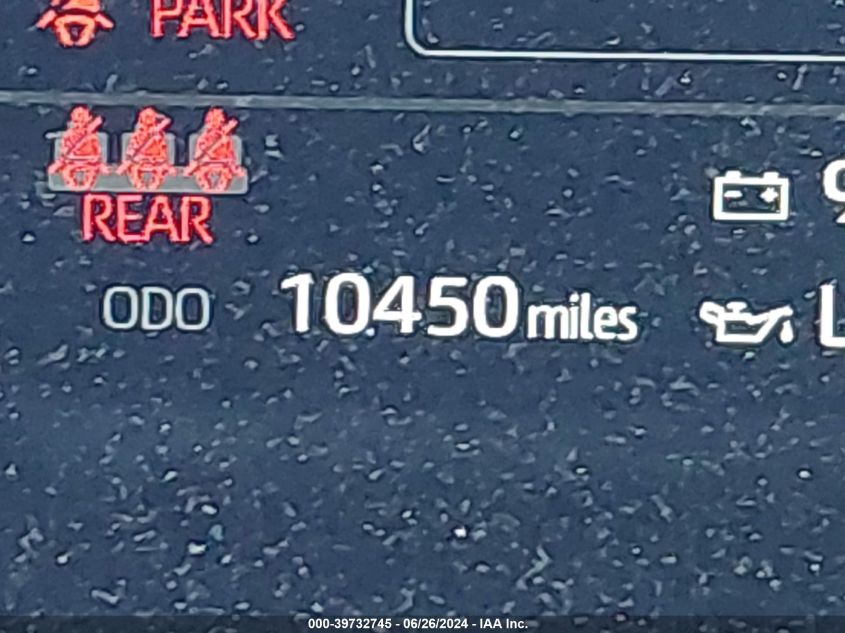 PARK
REAR
ODO 10450 miles
000-39732745 - 06/26/2024 - IAA Inc.